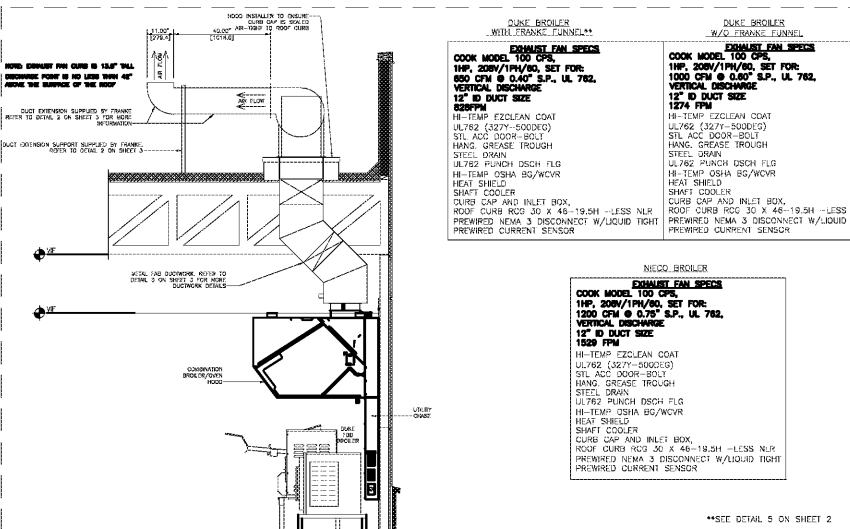 HOOD INSTALLER TO ENSURE
CURB CAP IS SEALED
AIR-TIGHT TO ROOF CURB
11.00"
[279.4]
40.00"
[1016.0]
AIR FLOW
AIR FLOW
NOTE: EXHAUST FAN CURB IS 19.5" TALL
DISCHARGE POINT IS NO LESS THAN 40"
ABOVE THE SURFACE OF THE ROOF
DUCT EXTENSION SUPPLIED BY FRANKE
REFER TO DETAIL 2 ON SHEET 3 FOR MORE
INFORMATION
DUCT EXTENSION SUPPORT SUPPLIED BY FRANKE.
REFER TO DETAIL 2 ON SHEET 3
VIF
METAL FAB DUCTWORK. REFER TO
DETAIL 3 ON SHEET 3 FOR MORE
DUCTWORK DETAILS
VIF
COMBINATION
BROILER/OVEN
HOOD
UTILITY
CHASE
DUKE
BROILER
DUKE BROILER
WITH FRANKE FUNNEL**
EXHAUST FAN SPECS
COOK MODEL 100 CPS,
1HP, 208V/1PH/60, SET FOR:
650 CFM @ 0.40" S.P., UL 762,
VERTICAL DISCHARGE
12" ID DUCT SIZE
828FPM
HI-TEMP EZCLEAN COAT
UL762 (327Y-500DEG)
STL ACC DOOR-BOLT
HANG. GREASE TROUGH
STEEL DRAIN
UL762 PUNCH DSCH FLG
HI-TEMP OSHA BG/WCVR
HEAT SHIELD
SHAFT COOLER
CURB CAP AND INLET BOX,
ROOF CURB RCG 30 X 46-19.5H -LESS NLR
PREWIRED NEMA 3 DISCONNECT W/LIQUID TIGHT
PREWIRED CURRENT SENSOR
DUKE BROILER
W/O FRANKE FUNNEL
EXHAUST FAN SPECS
COOK MODEL 100 CPS,
1HP, 208V/1PH/60, SET FOR:
1000 CFM @ 0.60" S.P., UL 762,
VERTICAL DISCHARGE
12" ID DUCT SIZE
1274 FPM
HI-TEMP EZCLEAN COAT
UL762 (327Y-500DEG)
STL ACC DOOR-BOLT
HANG. GREASE TROUGH
STEEL DRAIN
UL762 PUNCH DSCH FLG
HI-TEMP OSHA BG/WCVR
HEAT SHIELD
SHAFT COOLER
CURB CAP AND INLET BOX,
ROOF CURB RCG 30 X 46-19.5H -LESS
PREWIRED NEMA 3 DISCONNECT W/LIQUID
PREWIRED CURRENT SENSOR
NIECO BROILER
EXHAUST FAN SPECS
COOK MODEL 100 CPS,
1HP, 208V/1PH/60, SET FOR:
1200 CFM @ 0.75" S.P., UL 762,
VERTICAL DISCHARGE
12" ID DUCT SIZE
1529 FPM
HI-TEMP EZCLEAN COAT
UL762 (327Y-500DEG)
STL ACC DOOR-BOLT
HANG. GREASE TROUGH
STEEL DRAIN
UL762 PUNCH DSCH FLG
HI-TEMP OSHA BG/WCVR
HEAT SHIELD
SHAFT COOLER
CURB CAP AND INLET BOX,
ROOF CURB RCG 30 X 46-19.5H -LESS NLR
PREWIRED NEMA 3 DISCONNECT W/LIQUID TIGHT
PREWIRED CURRENT SENSOR
**SEE DETAIL 5 ON SHEET 2